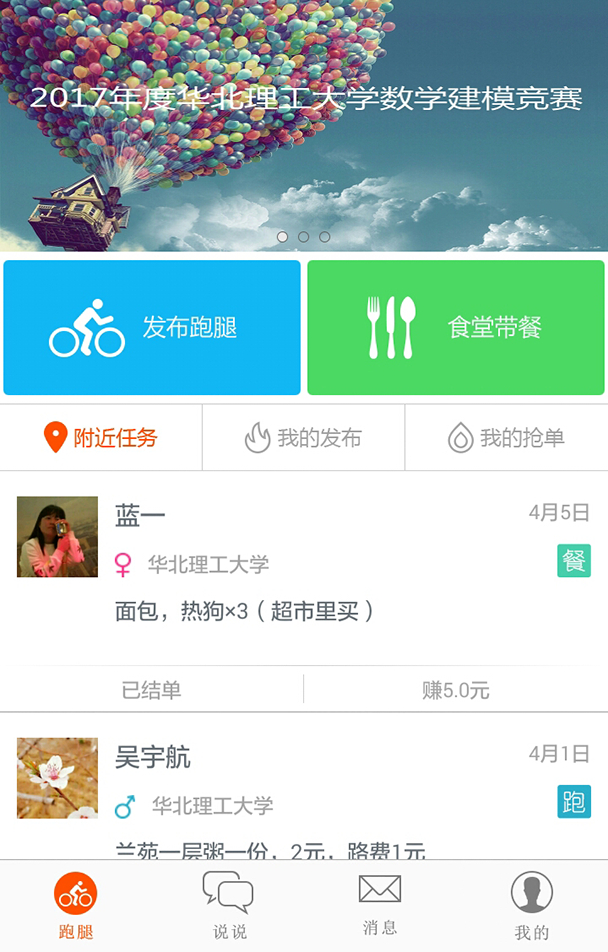 2017年度华北理工大学数学建模竞赛
发布跑腿
食堂带餐
附近任务
我的发布
我的抢单
蓝一
4月5日
华北理工大学
餐
面包，热狗×3（超市里买）
已结单
赚5.0元
吴宇航
4月1日
华北理工大学
跑
兰苑一层粥一份，2元，路费1元
跑腿
说说
消息
我的